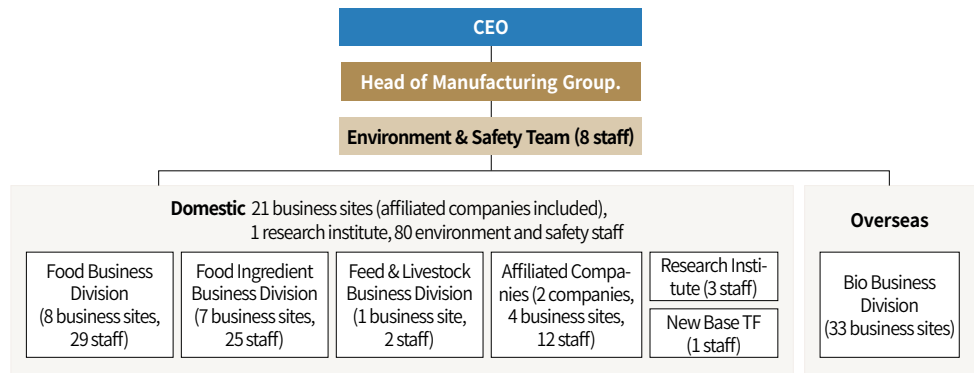 CEO
Head of Manufacturing Group.
Environment & Safety Team (8 staff)
Domestic 21 business sites (affiliated companies included),
1 research institute, 80 environment and safety staff
Food Business
Division
(8 business sites,
29 staff)
Food Ingredient
Business Division
(7 business sites,
25 staff)
Feed & Livestock
Business Division
(1 business site,
2 staff)
Affiliated Compa-
nies (2 companies,
4 business sites,
12 staff)
Research Insti-
tute (3 staff)
New Base TF
(1 staff)
Overseas
Bio Business
Division
(33 business sites)